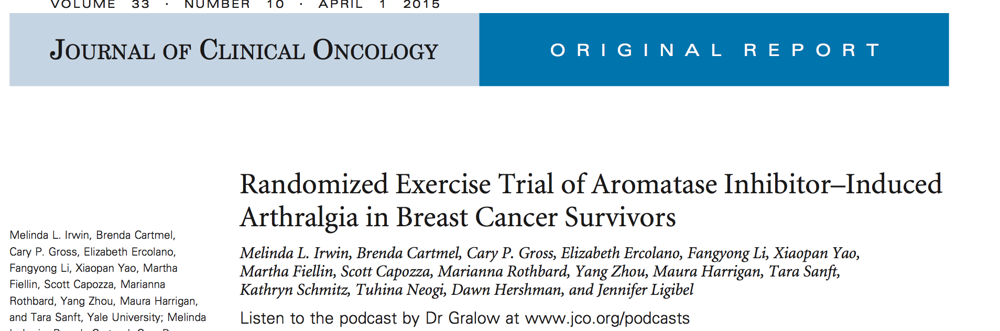 VOLUME 33 · NUMBER 10 · APRIL 1 2015
JOURNAL OF CLINICAL ONCOLOGY
ORIGINAL REPORT
Randomized Exercise Trial of Aromatase Inhibitor–Induced
Arthralgia in Breast Cancer Survivors
Melinda L. Irwin, Brenda Cartmel, Cary P. Gross, Elizabeth Ercolano, Fangyong Li, Xiaopan Yao,
Martha Fiellin, Scott Capozza, Marianna Rothbard, Yang Zhou, Maura Harrigan, Tara Sanft,
Kathryn Schmitz, Tuhina Neogi, Dawn Hershman, and Jennifer Ligibel
Listen to the podcast by Dr Gralow at www.jco.org/podcasts
Melinda L. Irwin, Brenda Cartmel,
Cary P. Gross, Elizabeth Ercolano,
Fangyong Li, Xiaopan Yao, Martha
Fiellin, Scott Capozza, Marianna
Rothbard, Yang Zhou, Maura Harrigan,
and Tara Sanft, Yale University; Melinda